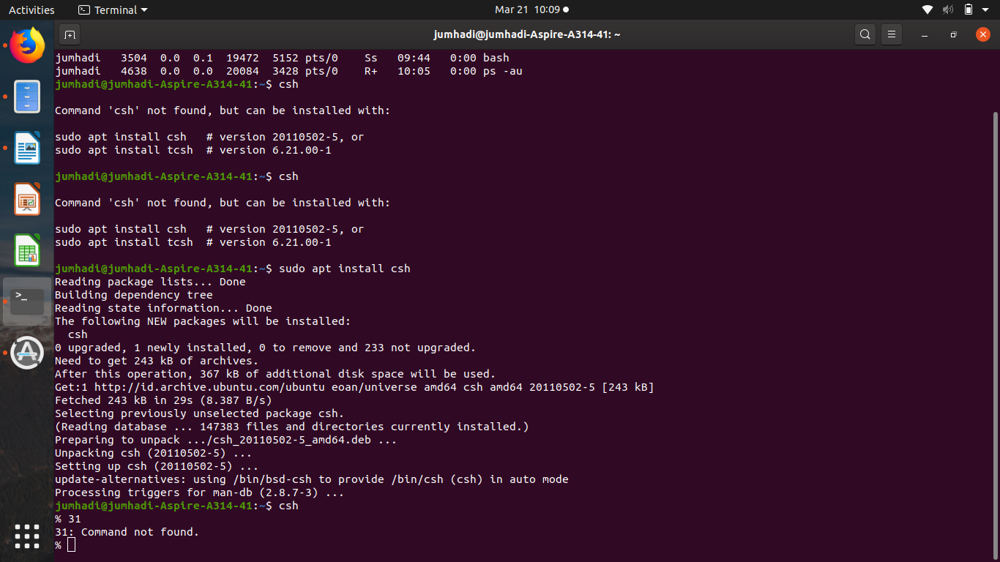 Activities Terminal Mar 21 10:09
jumhadi@jumhadi-Aspire-A314-41: ~
jumhadi   3504  0.0  0.1  19472  5152 pts/0    Ss   09:44   0:00 bash
jumhadi   4638  0.0  0.0  20084  3428 pts/0    R+   10:05   0:00 ps -au
jumhadi@jumhadi-Aspire-A314-41:~$ csh
Command 'csh' not found, but can be installed with:
sudo apt install csh   # version 20110502-5, or
sudo apt install tcsh  # version 6.21.00-1
jumhadi@jumhadi-Aspire-A314-41:~$ csh
Command 'csh' not found, but can be installed with:
sudo apt install csh   # version 20110502-5, or
sudo apt install tcsh  # version 6.21.00-1
jumhadi@jumhadi-Aspire-A314-41:~$ sudo apt install csh
Reading package lists... Done
Building dependency tree
Reading state information... Done
The following NEW packages will be installed:
  csh
0 upgraded, 1 newly installed, 0 to remove and 233 not upgraded.
Need to get 243 kB of archives.
After this operation, 367 kB of additional disk space will be used.
Get:1 http://id.archive.ubuntu.com/ubuntu eoan/universe amd64 csh amd64 20110502-5 [243 kB]
Fetched 243 kB in 29s (8.387 B/s)
Selecting previously unselected package csh.
(Reading database ... 147383 files and directories currently installed.)
Preparing to unpack .../csh_20110502-5_amd64.deb ...
Unpacking csh (20110502-5) ...
Setting up csh (20110502-5) ...
update-alternatives: using /bin/bsd-csh to provide /bin/csh (csh) in auto mode
Processing triggers for man-db (2.8.7-3) ...
jumhadi@jumhadi-Aspire-A314-41:~$ csh
% 31
31: Command not found.
%